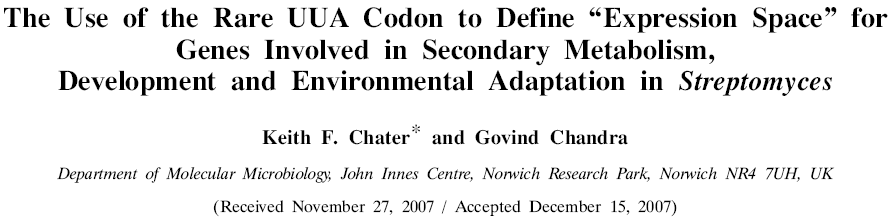 The Use of the Rare UUA Codon to Define “Expression Space” for
Genes Involved in Secondary Metabolism,
Development and Environmental Adaptation in Streptomyces
Keith F. Chater* and Govind Chandra
Department of Molecular Microbiology, John Innes Centre, Norwich Research Park, Norwich NR4 7UH, UK
(Received November 27, 2007 / Accepted December 15, 2007)